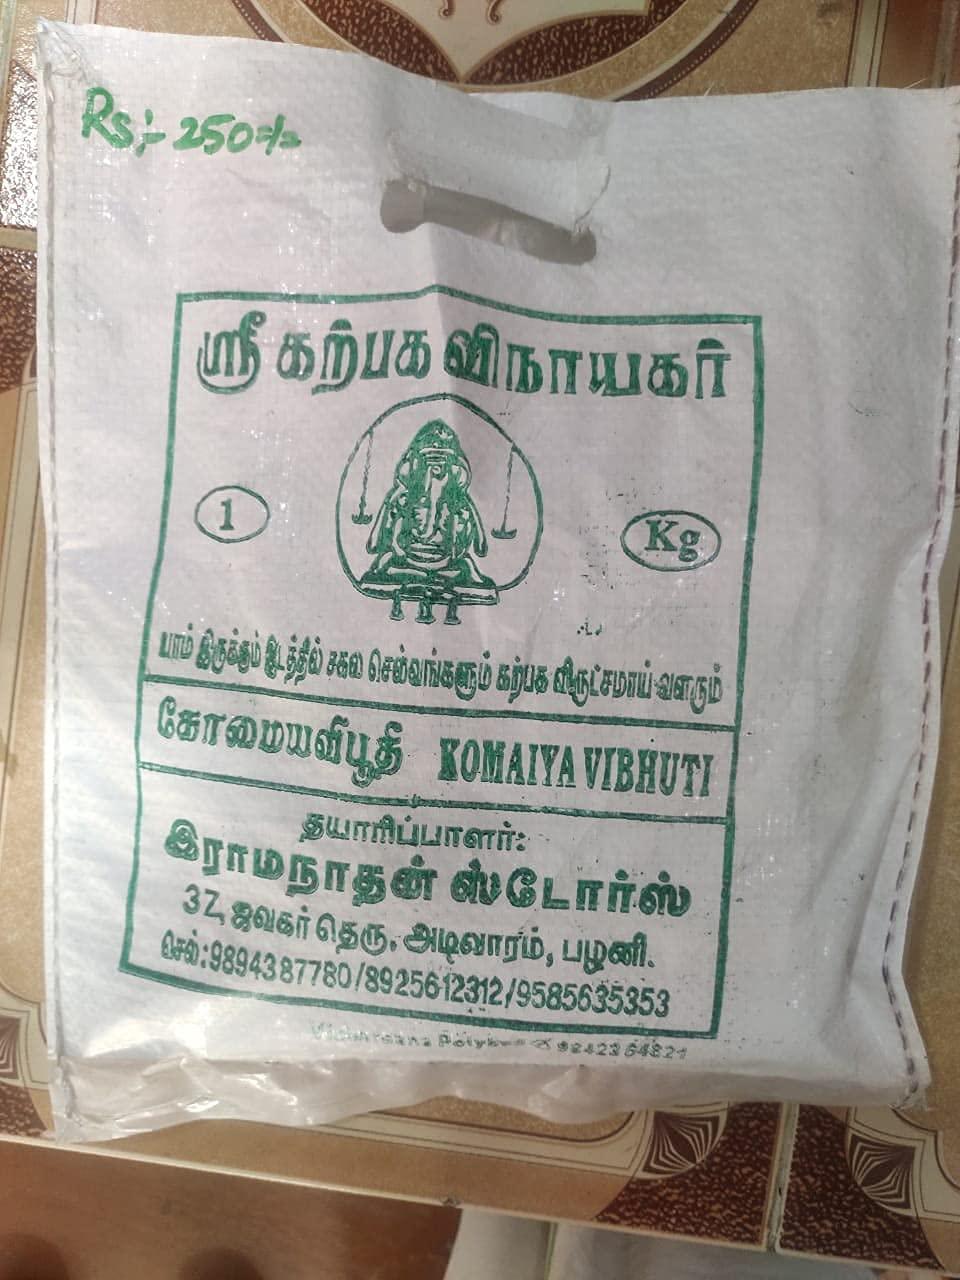 Rs;- 250=/=
ஸ்ரீ கற்பக விநாயகர்
1
Kg
யாம் இருக்கும் இடத்தில் சகல செல்வங்களும் கற்பக விருட்சமாய் வளரும்
கோமையவிபூதி KOMAIYA VIBHUTI
தயாரிப்பாளர்:
இராமநாதன் ஸ்டோர்ஸ்
37, ஜவகர் தெரு, அடிவாரம், பழனி.
செல்:9894387780/8925612312/9585635353